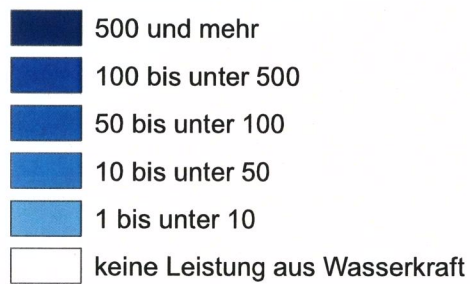 500 und mehr
100 bis unter 500
50 bis unter 100
10 bis unter 50
1 bis unter 10
keine Leistung aus Wasserkraft